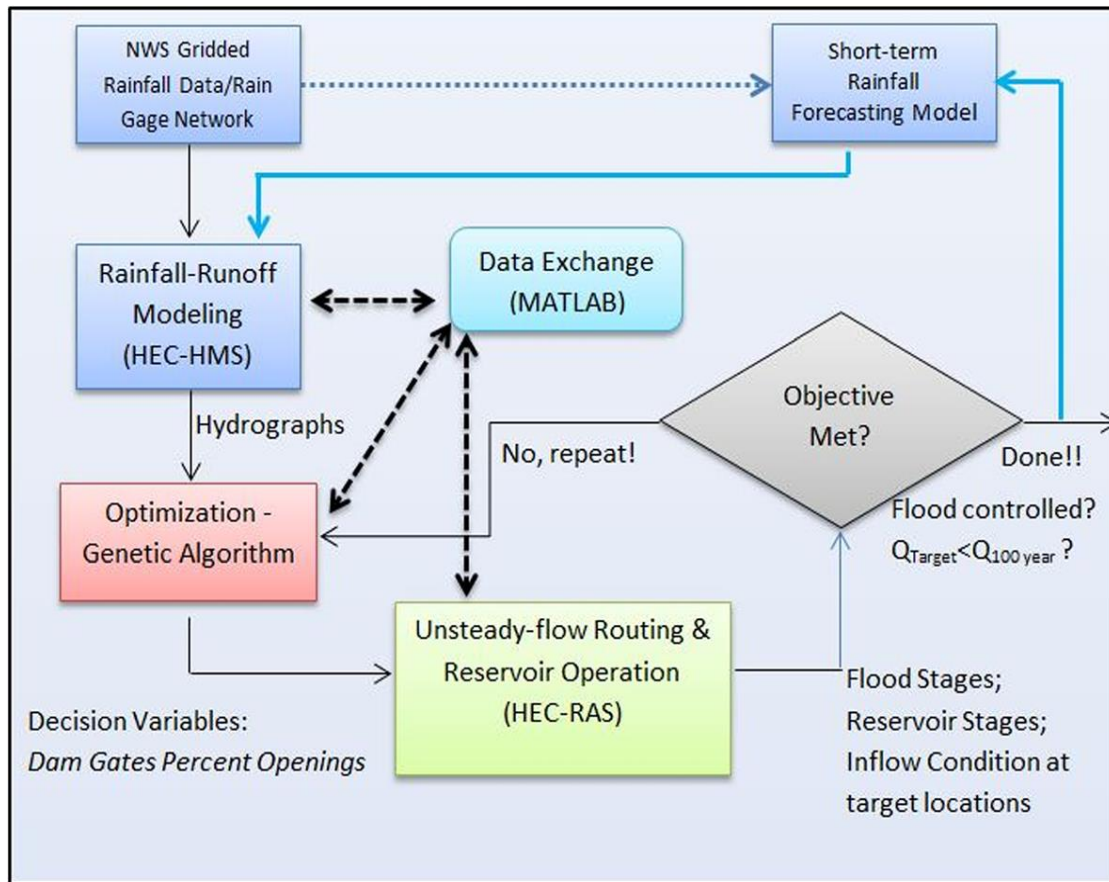 NWS Gridded
Rainfall Data/Rain
Gage Network
Short-term
Rainfall
Forecasting Model
Rainfall-Runoff
Modeling
(HEC-HMS)
Data Exchange
(MATLAB)
Hydrographs
Objective
Met?
No, repeat!
Done!!
Optimization -
Genetic Algorithm
Flood controlled?
QTarget<Q100 year ?
Unsteady-flow Routing &
Reservoir Operation
(HEC-RAS)
Decision Variables:
Dam Gates Percent Openings
Flood Stages;
Reservoir Stages;
Inflow Condition at
target locations